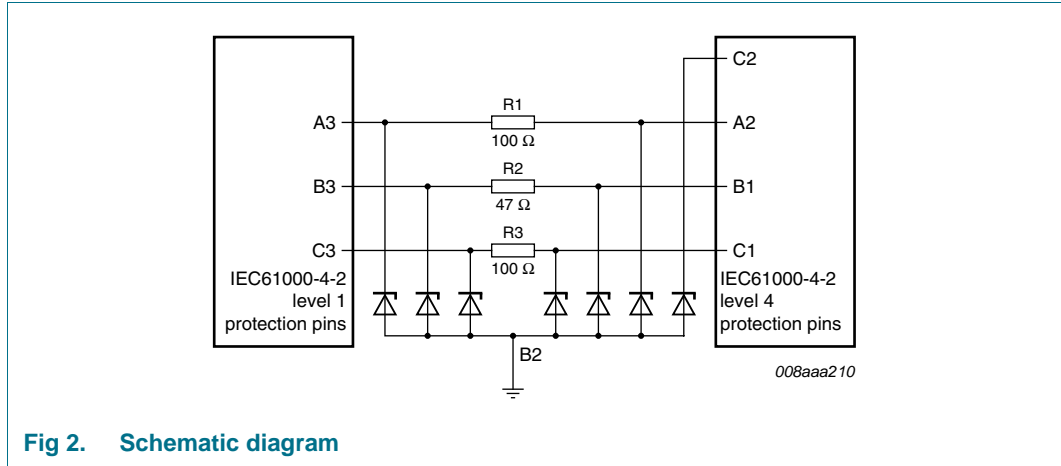 C2
R1
A3
A2
100 Ω
R2
B3
B1
47 Ω
R3
C3
C1
100 Ω
IEC61000-4-2
level 1
protection pins
IEC61000-4-2
level 4
protection pins
B2
008aaa210
Fig 2. Schematic diagram